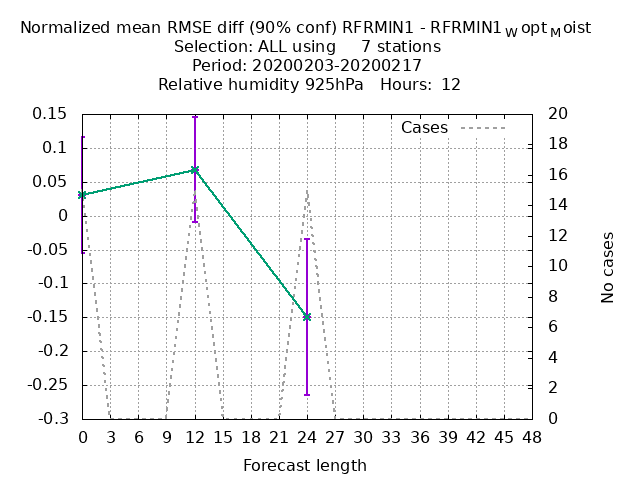 Normalized mean RMSE diff (90% conf) RFRMIN1 - RFRMIN1WoptMoist
Selection: ALL using 7 stations
Period: 20200203-20200217
Relative humidity 925hPa Hours: 12
Cases
0.15
0.1
0.05
0
-0.05
-0.1
-0.15
-0.2
-0.25
-0.3
20
18
16
14
12
10
8
6
4
2
0
No cases
0 3 6 9 12 15 18 21 24 27 30 33 36 39 42 45 48
Forecast length